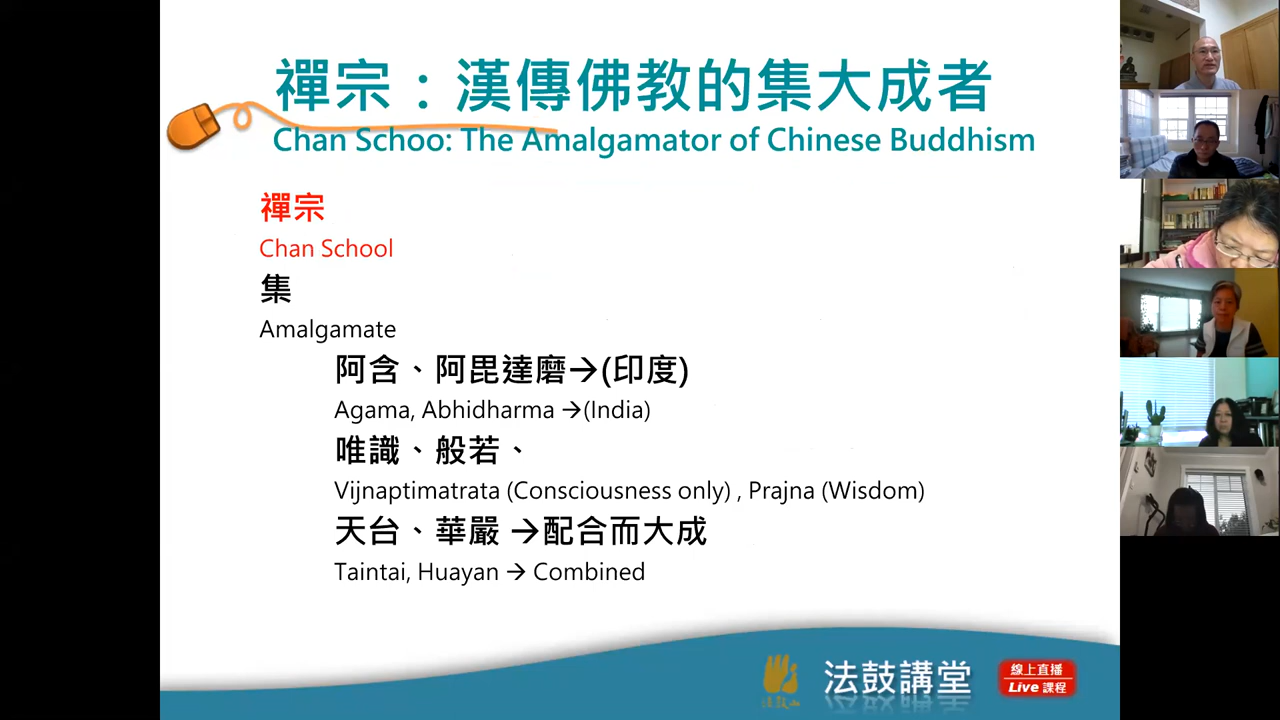 禪宗：漢傳佛教的集大成者
Chan Schoo: The Amalgamator of Chinese Buddhism
禪宗
Chan School
集
Amalgamate
阿含、阿毘達磨→(印度)
Agama, Abhidharma →(India)
唯識、般若、
Vijnaptimatrata (Consciousness only) , Prajna (Wisdom)
天台、華嚴 →配合而大成
Taintai, Huayan → Combined
法鼓山
法鼓講堂
線上直播
Live 課程